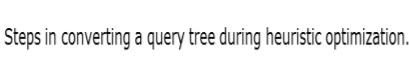 Steps in converting a query tree during heuristic optimization.